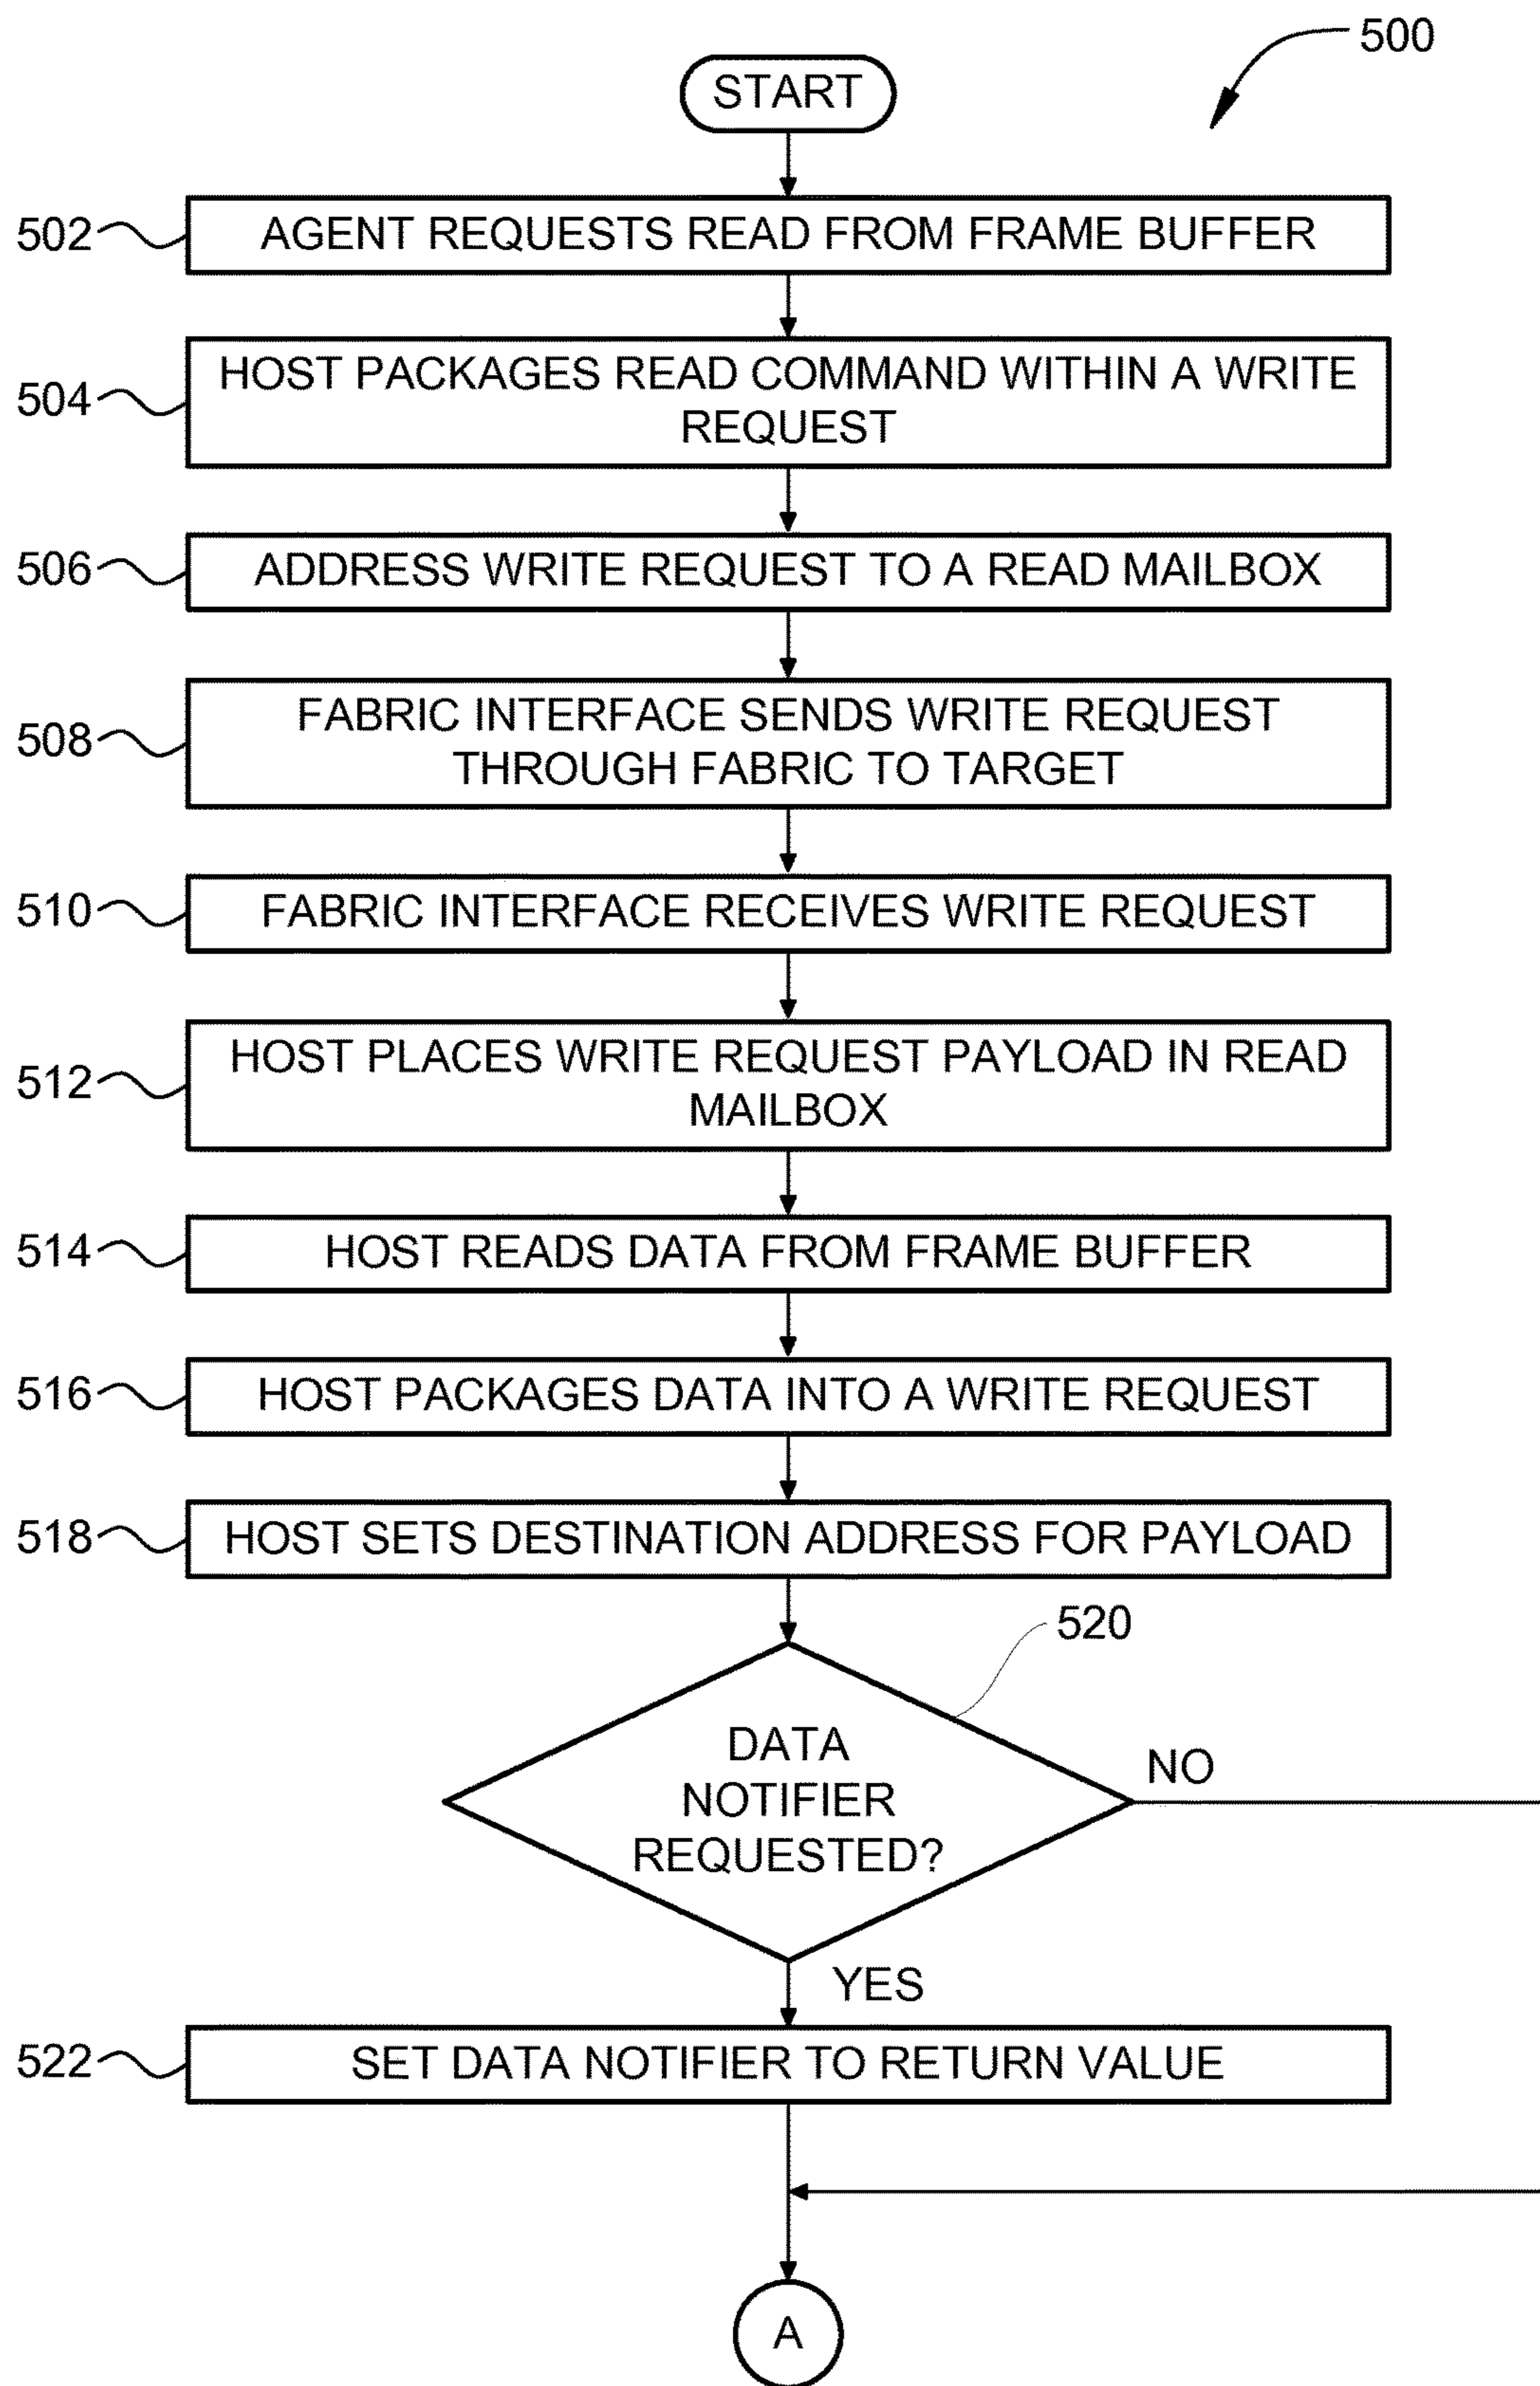 500
START
502
AGENT REQUESTS READ FROM FRAME BUFFER
504
HOST PACKAGES READ COMMAND WITHIN A WRITE
REQUEST
506
ADDRESS WRITE REQUEST TO A READ MAILBOX
508
FABRIC INTERFACE SENDS WRITE REQUEST
THROUGH FABRIC TO TARGET
510
FABRIC INTERFACE RECEIVES WRITE REQUEST
512
HOST PLACES WRITE REQUEST PAYLOAD IN READ
MAILBOX
514
HOST READS DATA FROM FRAME BUFFER
516
HOST PACKAGES DATA INTO A WRITE REQUEST
518
HOST SETS DESTINATION ADDRESS FOR PAYLOAD
520
DATA
NOTIFIER
REQUESTED?
NO
YES
522
SET DATA NOTIFIER TO RETURN VALUE
A